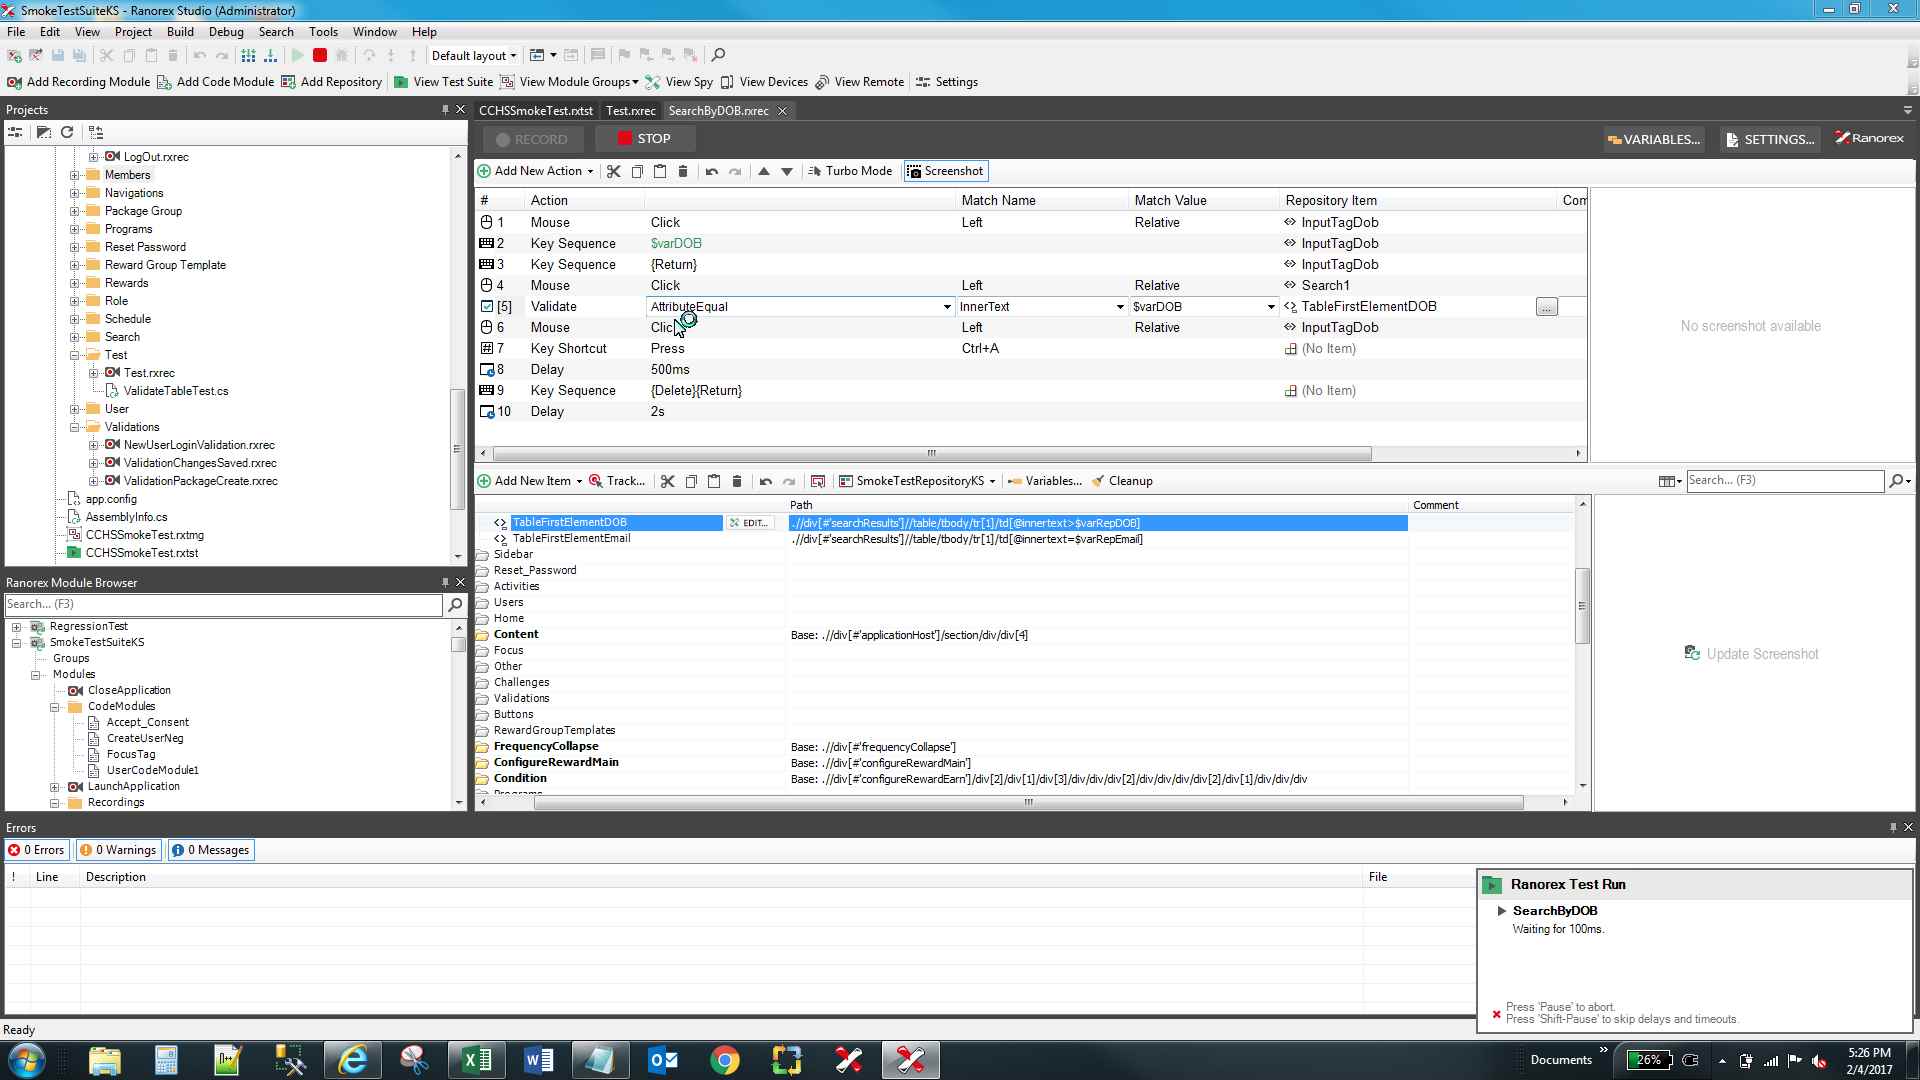 SmokeTestSuiteKS - Ranorex Studio (Administrator)
File Edit View Project Build Debug Search Tools Window Help
Default layout
Add Recording Module Add Code Module Add Repository View Test Suite View Module Groups View Spy View Devices View Remote Settings
Projects
LogOut.rxrec
Members
Navigations
Package Group
Programs
Reset Password
Reward Group Template
Rewards
Role
Schedule
Search
Test
Test.rxrec
ValidateTableTest.cs
User
Validations
NewUserLoginValidation.rxrec
ValidationChangesSaved.rxrec
ValidationPackageCreate.rxrec
app.config
AssemblyInfo.cs
CCHSSmokeTest.rxtmg
CCHSSmokeTest.rxtst
Ranorex Module Browser
Search... (F3)
RegressionTest
SmokeTestSuiteKS
Groups
Modules
CloseApplication
CodeModules
Accept_Consent
CreateUserNeg
FocusTag
UserCodeModule1
LaunchApplication
Recordings
CCHSSmokeTest.rxtst Test.rxrec SearchByDOB.rxrec
RECORD STOP VARIABLES... SETTINGS... Ranorex
Add New Action Turbo Mode Screenshot
# Action Match Name Match Value Repository Item Com
1 Mouse Click Left Relative InputTagDob
2 Key Sequence $varDOB InputTagDob
3 Key Sequence {Return} InputTagDob
4 Mouse Click Left Relative Search1
[5] Validate AttributeEqual InnerText $varDOB TableFirstElementDOB ...
6 Mouse Click Left Relative InputTagDob
7 Key Shortcut Press Ctrl+A (No Item)
8 Delay 500ms
9 Key Sequence {Delete}{Return} (No Item)
10 Delay 2s
No screenshot available
Add New Item Track... SmokeTestRepositoryKS Variables... Cleanup Search... (F3)
Path Comment
TableFirstElementDOB EDIT... .//div[#'searchResults']//table/tbody/tr[1]/td[@innertext>$varRepDOB]
TableFirstElementEmail .//div[#'searchResults']//table/tbody/tr[1]/td[@innertext=$varRepEmail]
Sidebar
Reset_Password
Activities
Users
Home
Content Base: .//div[#'applicationHost']/section/div/div[4]
Focus
Other
Challenges
Validations
Buttons
RewardGroupTemplates
FrequencyCollapse Base: .//div[#'frequencyCollapse']
ConfigureRewardMain Base: .//div[#'configureRewardMain']
Condition Base: .//div[#'configureRewardEarn']/div[2]/div[1]/div[3]/div/div/div[2]/div/div/div/div[2]/div[1]/div/div/div
Programs
Update Screenshot
Errors
0 Errors 0 Warnings 0 Messages
! Line Description File
Ranorex Test Run
SearchByDOB
Waiting for 100ms.
Press 'Pause' to abort.
Press 'Shift-Pause' to skip delays and timeouts.
Ready
Documents 26% 5:26 PM
2/4/2017